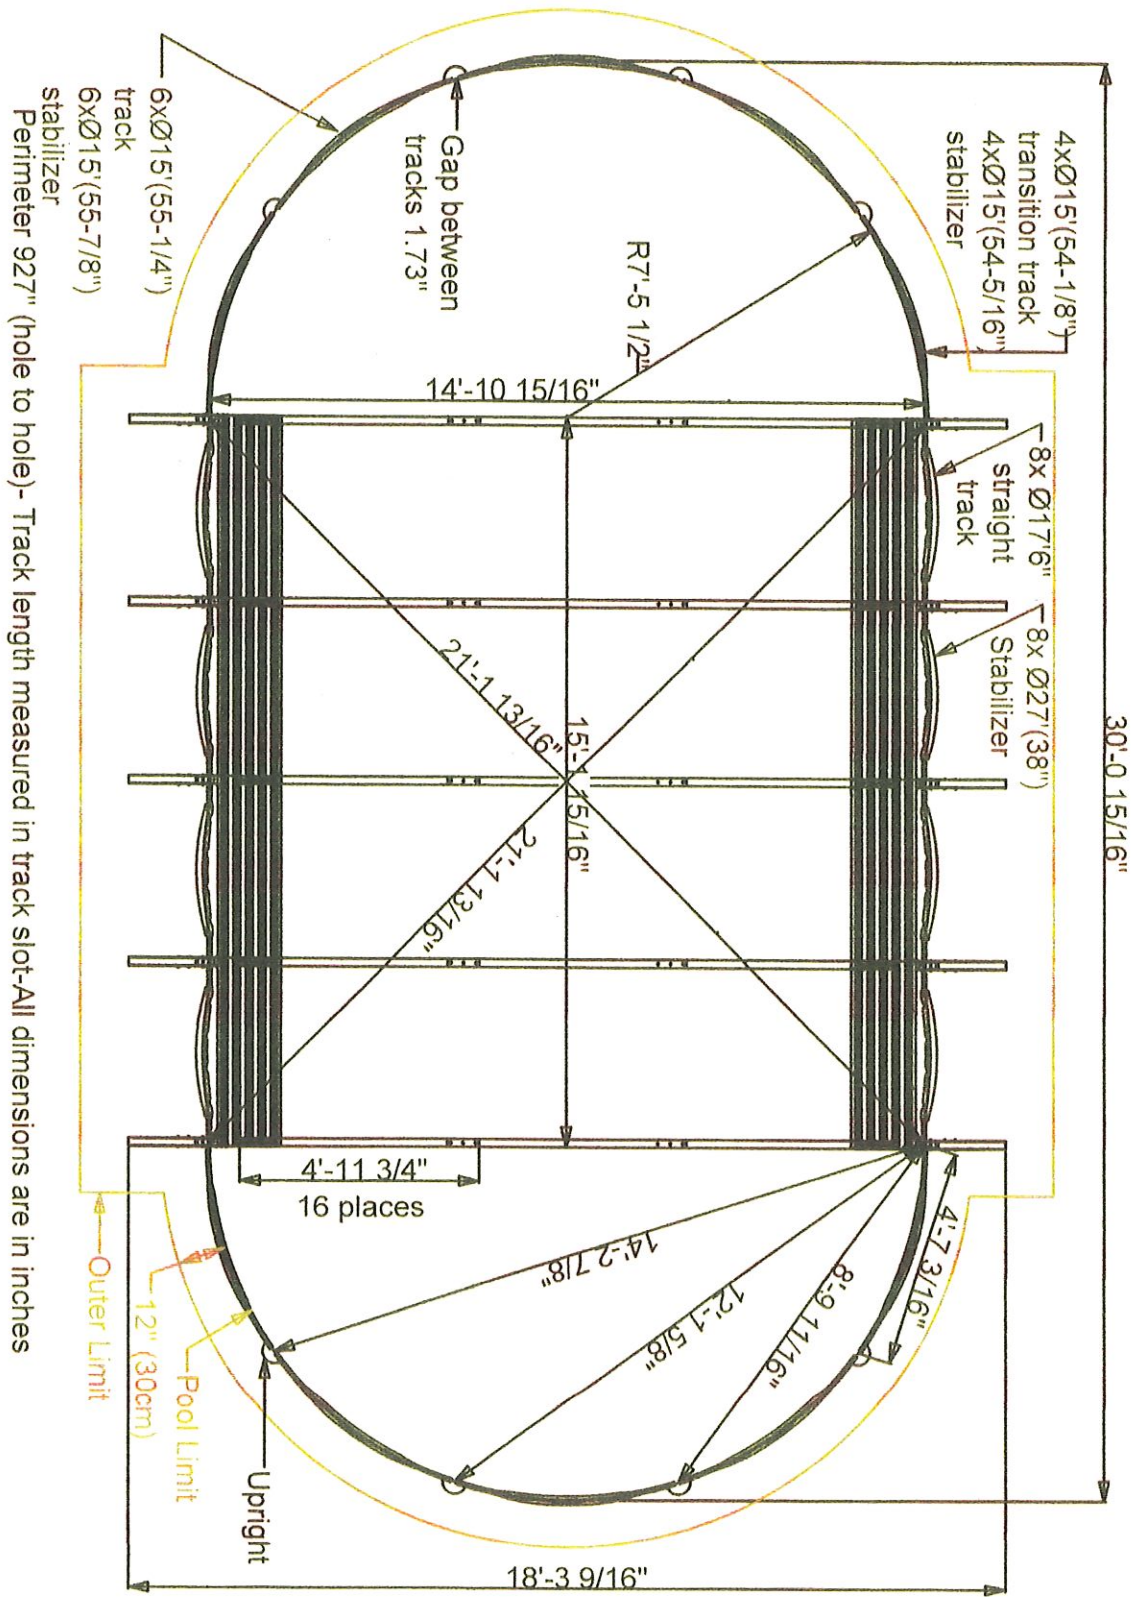 30'-0 15/16"
4xØ15'(54-1/8")
transition track
4xØ15'(54-5/16")
stabilizer
8x Ø17'6"
straight
track
8x Ø27'(38")
Stabilizer
R7'-5 1/2"
Gap between
tracks 1.73"
6xØ15'(55-1/4")
track
6xØ15'(55-7/8")
stabilizer
14'-10 15/16"
21'-1 13/16"
15'-7 15/16"
21'-1 13/16"
4'-11 3/4"
16 places
4'-7 3/16"
8'-9 11/16"
12'-1 5/8"
14'-2 7/8"
Upright
Pool Limit
12" (30cm)
Outer Limit
18'-3 9/16"
Perimeter 927" (hole to hole)- Track length measured in track slot-All dimensions are in inches